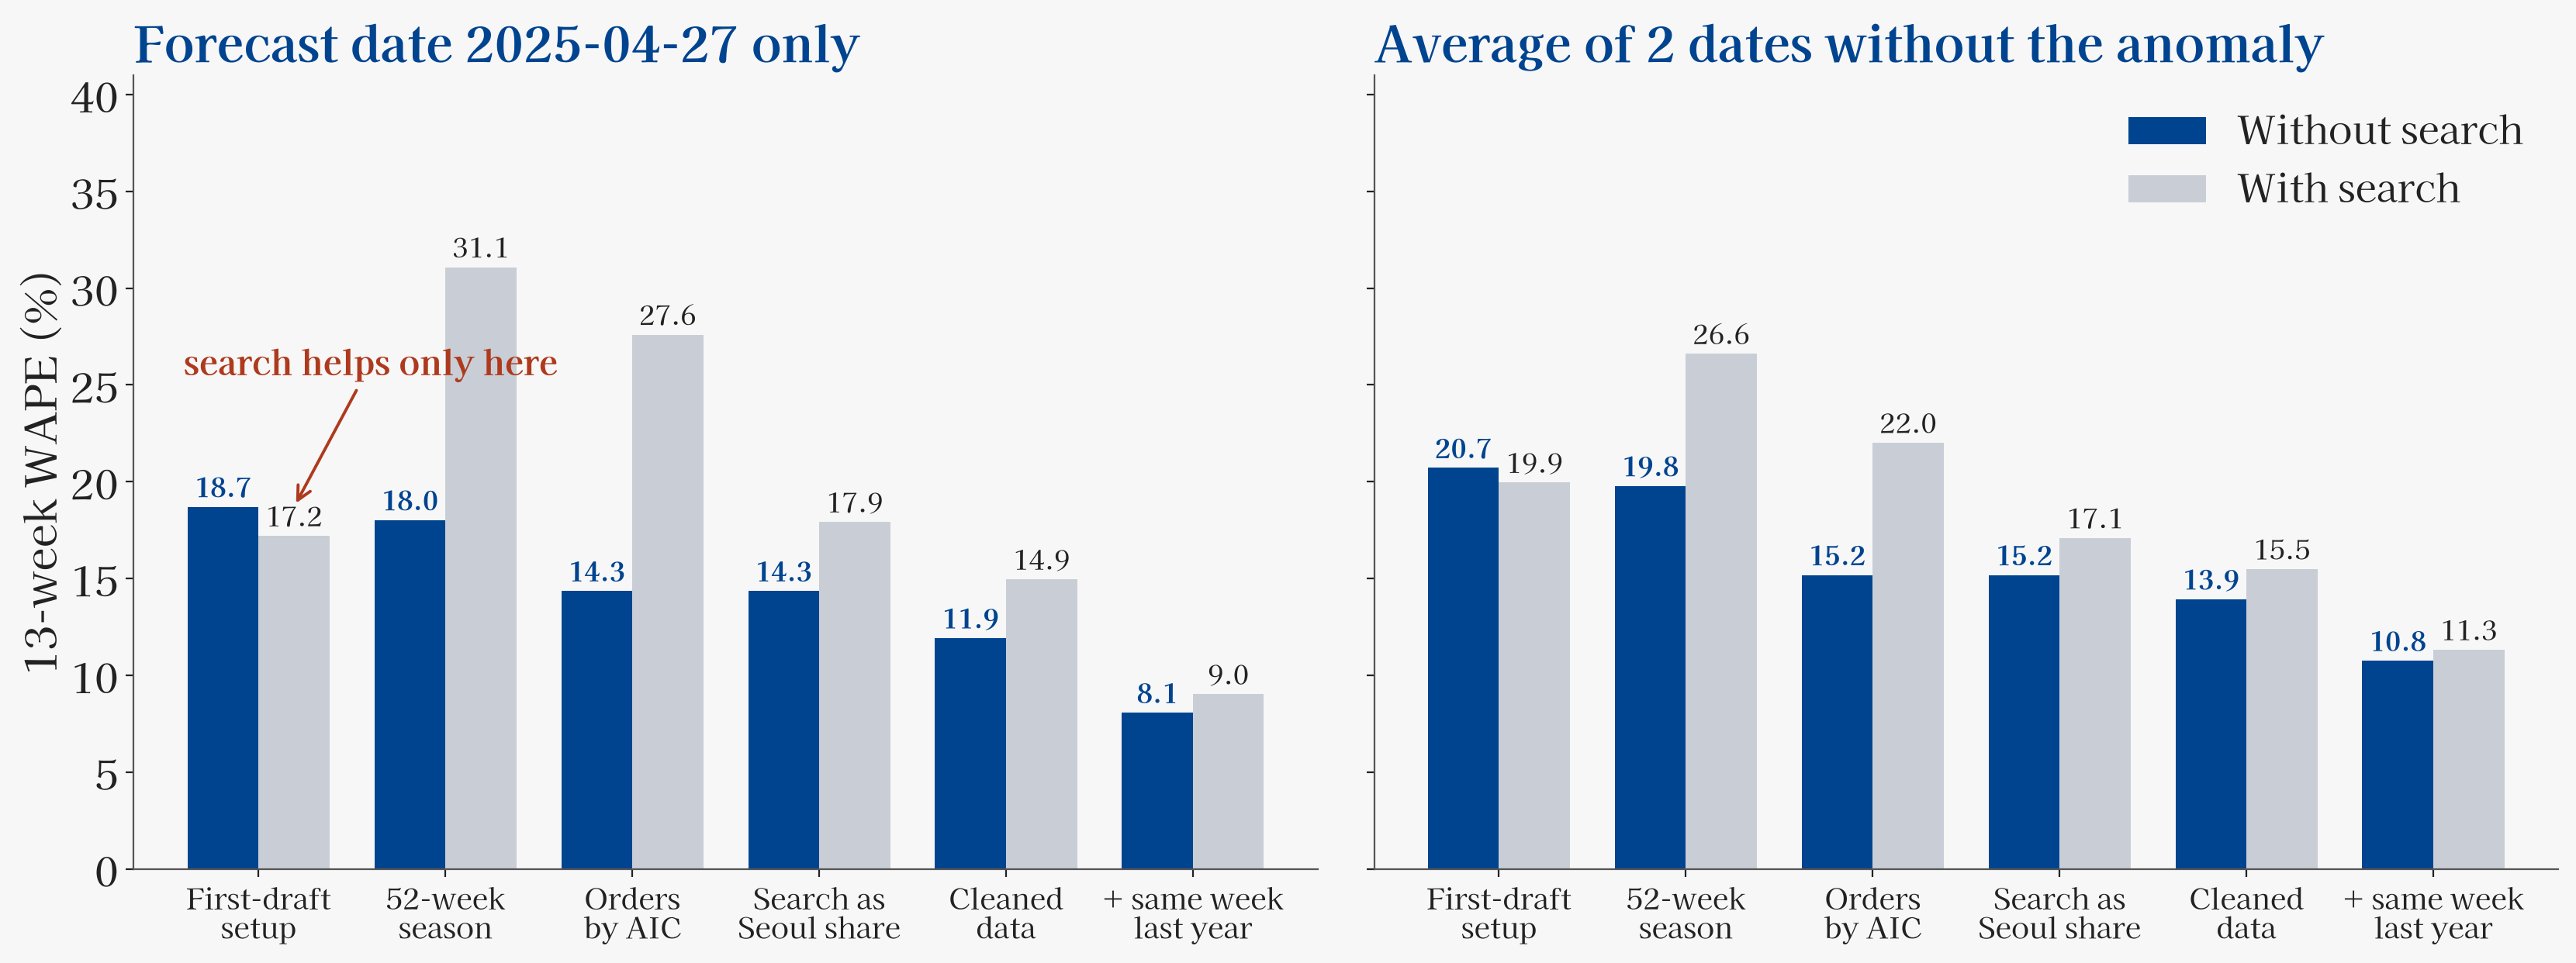 Forecast date 2025-04-27 only
13-week WAPE (%)
40
35
30
25
20
15
10
5
0
search helps only here
18.7
17.2
18.0
31.1
14.3
27.6
14.3
17.9
11.9
14.9
8.1
9.0
First-draft
setup
52-week
season
Orders
by AIC
Search as
Seoul share
Cleaned
data
+ same week
last year
Average of 2 dates without the anomaly
Without search
With search
20.7
19.9
19.8
26.6
15.2
22.0
15.2
17.1
13.9
15.5
10.8
11.3
First-draft
setup
52-week
season
Orders
by AIC
Search as
Seoul share
Cleaned
data
+ same week
last year